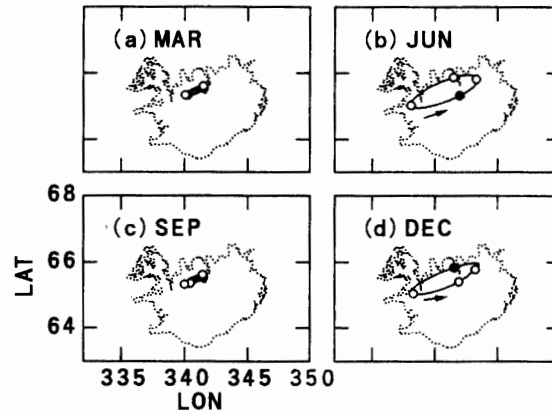 (a) MAR
(b) JUN
68
(c) SEP
(d) DEC
66
LAT
64
335 340 345 350
LON